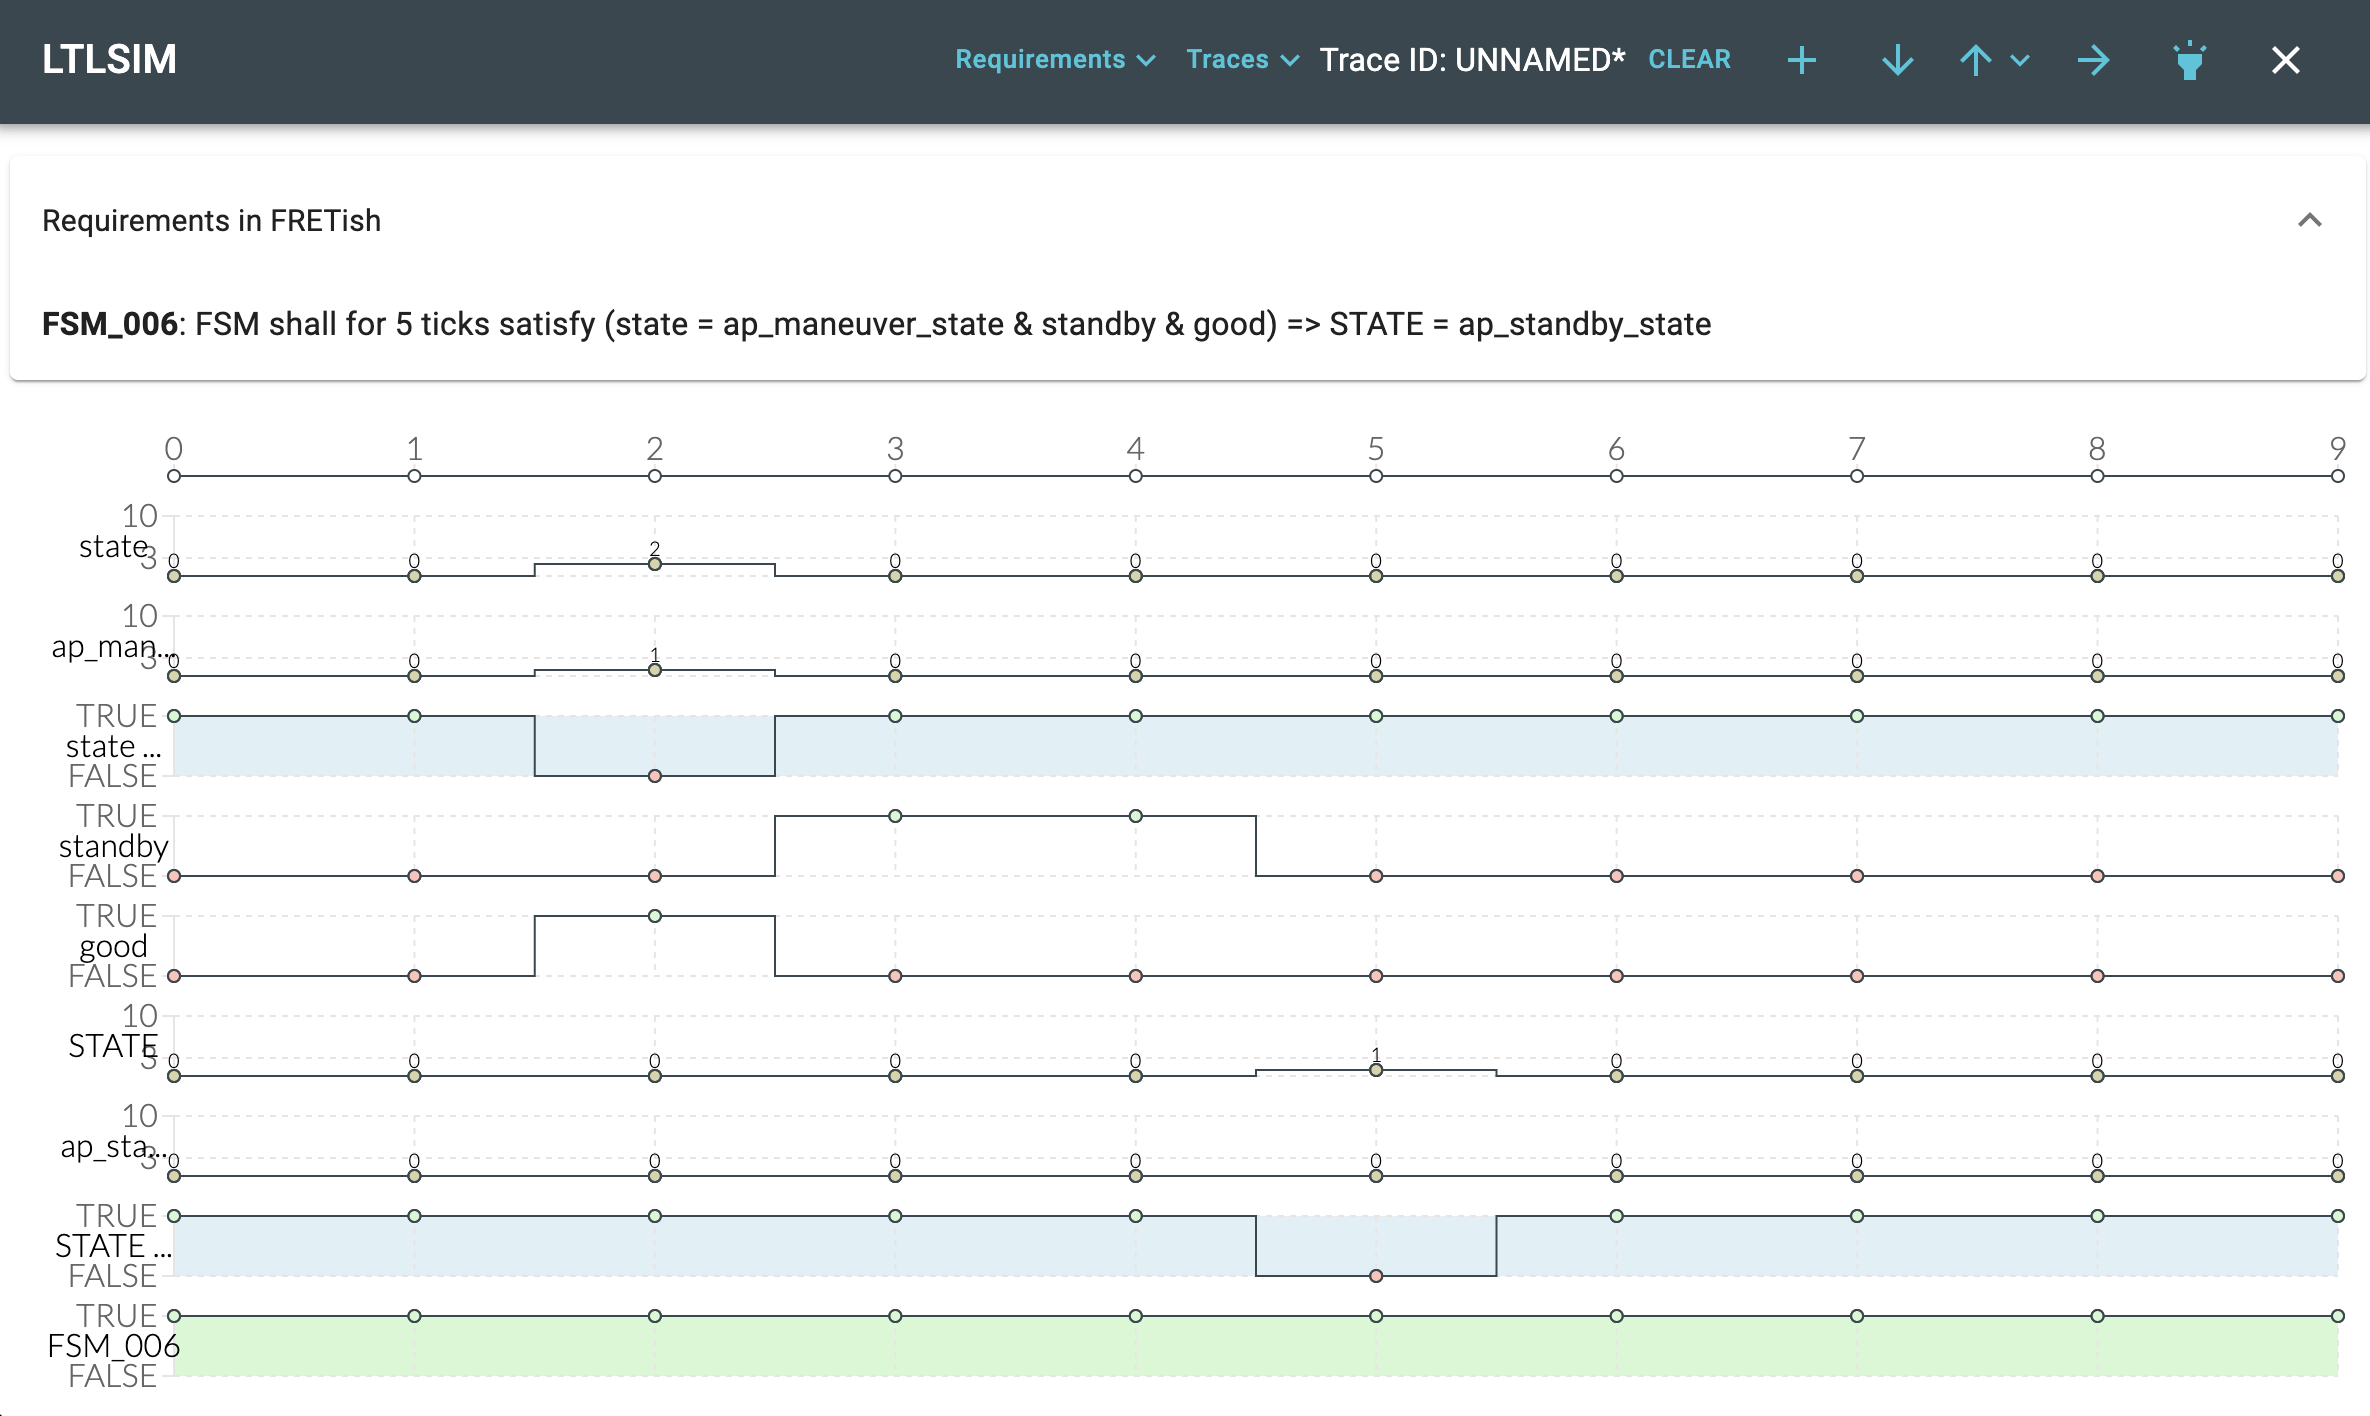 LTLSIM Requirements Traces Trace ID: UNNAMED* CLEAR
Requirements in FRETish
FSM_006: FSM shall for 5 ticks satisfy (state = ap_maneuver_state & standby & good) => STATE = ap_standby_state
0 1 2 3 4 5 6 7 8 9
10
state
3
0 0 2 0 0 0 0 0 0 0
10
ap_man...
3
0 0 1 0 0 0 0 0 0 0
TRUE
state ...
FALSE
TRUE
standby
FALSE
TRUE
good
FALSE
10
STATE
3
0 0 0 0 0 1 0 0 0 0
10
ap_sta...
3
0 0 0 0 0 0 0 0 0 0
TRUE
STATE ...
FALSE
TRUE
FSM_006
FALSE